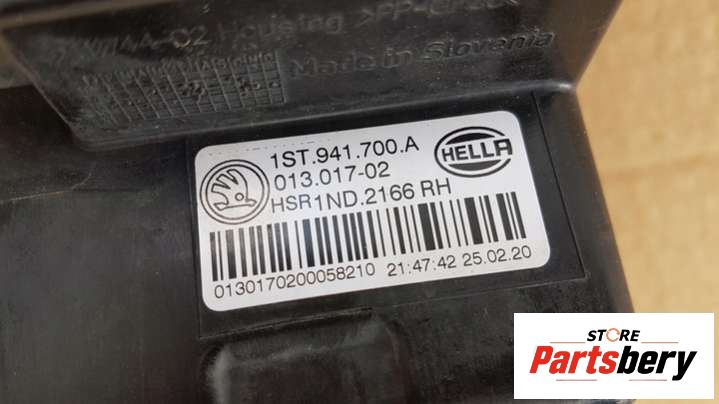 Housing
Made in Slovenia
1ST.941.700.A
HELLA
013.017-02
HSR1ND.2166 RH
0130170200058210 21:47:42 25.02.20
STORE
Partsbery